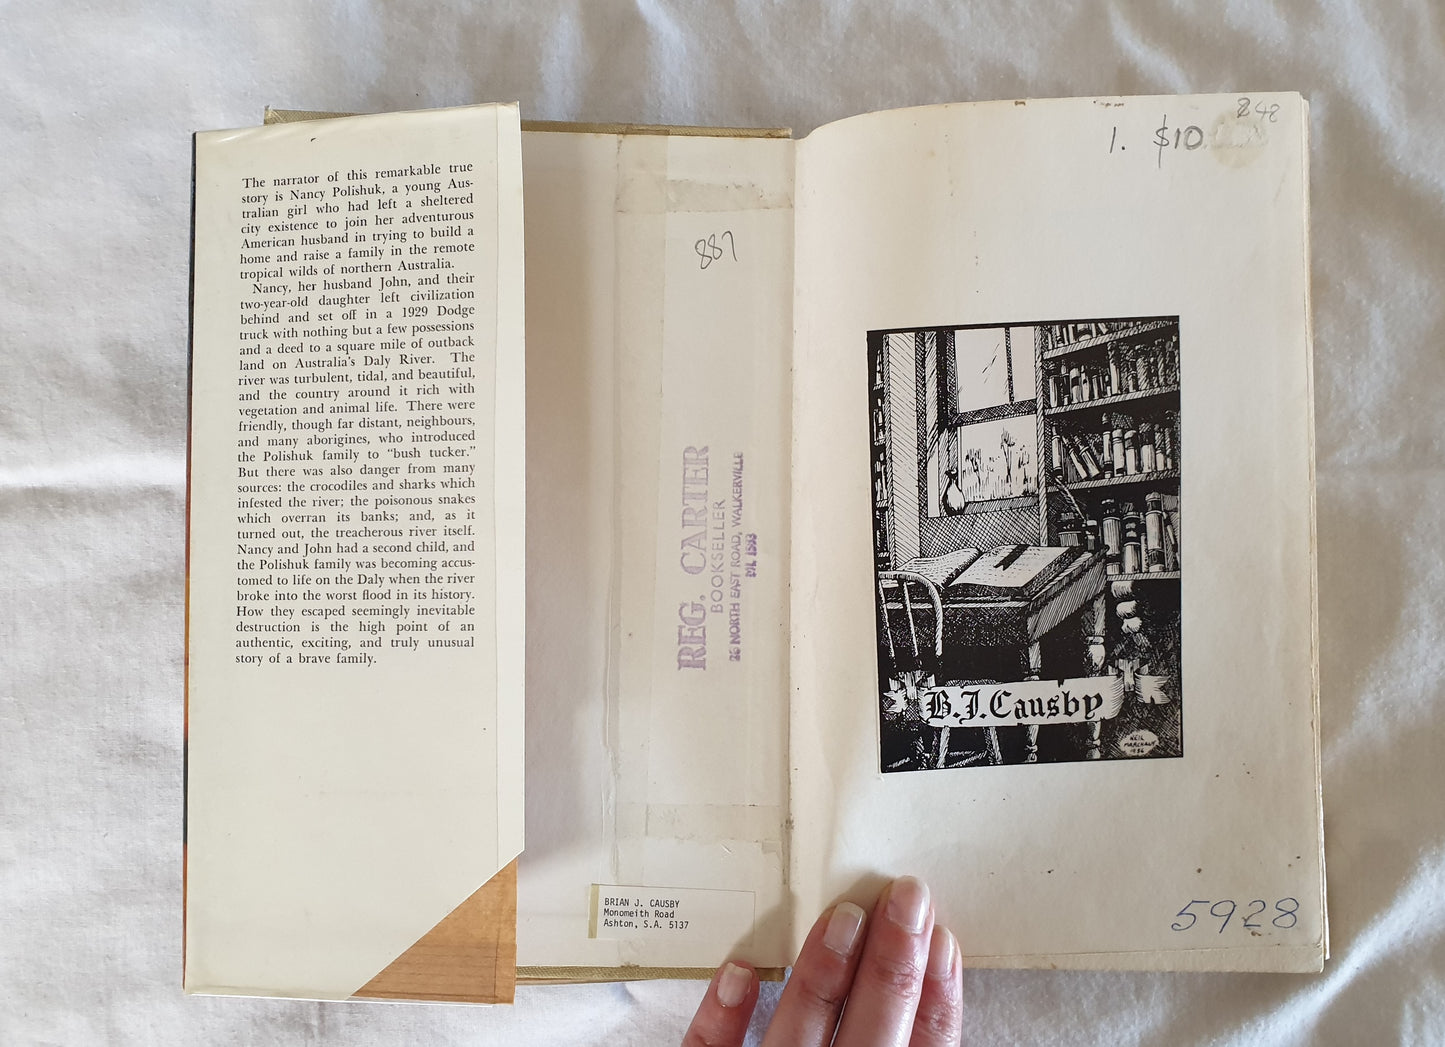 The narrator of this remarkable true
story is Nancy Polishuk, a young Aus-
tralian girl who had left a sheltered
city existence to join her adventurous
American husband in trying to build a
home and raise a family in the remote
tropical wilds of northern Australia.
Nancy, her husband John, and their
two-year-old daughter left civilization
behind and set off in a 1929 Dodge
truck with nothing but a few possessions
and a deed to a square mile of outback
land on Australia's Daly River. The
river was turbulent, tidal, and beautiful,
and the country around it rich with
vegetation and animal life. There were
friendly, though far distant, neighbours,
and many aborigines, who introduced
the Polishuk family to "bush tucker."
But there was also danger from many
sources: the crocodiles and sharks which
infested the river; the poisonous snakes
which overran its banks; and, as it
turned out, the treacherous river itself.
Nancy and John had a second child, and
the Polishuk family was becoming accus-
tomed to life on the Daly when the river
broke into the worst flood in its history.
How they escaped seemingly inevitable
destruction is the high point of an
authentic, exciting, and truly unusual
story of a brave family.
887
REG. CARTER
BOOKSELLER
26 NORTH EAST ROAD, WALKERVILLE
BRIAN J. CAUSBY
Monomeith Road
Ashton, S.A. 5137
1. $10
B.J. Causby
NEIL
MARCHANT
5928